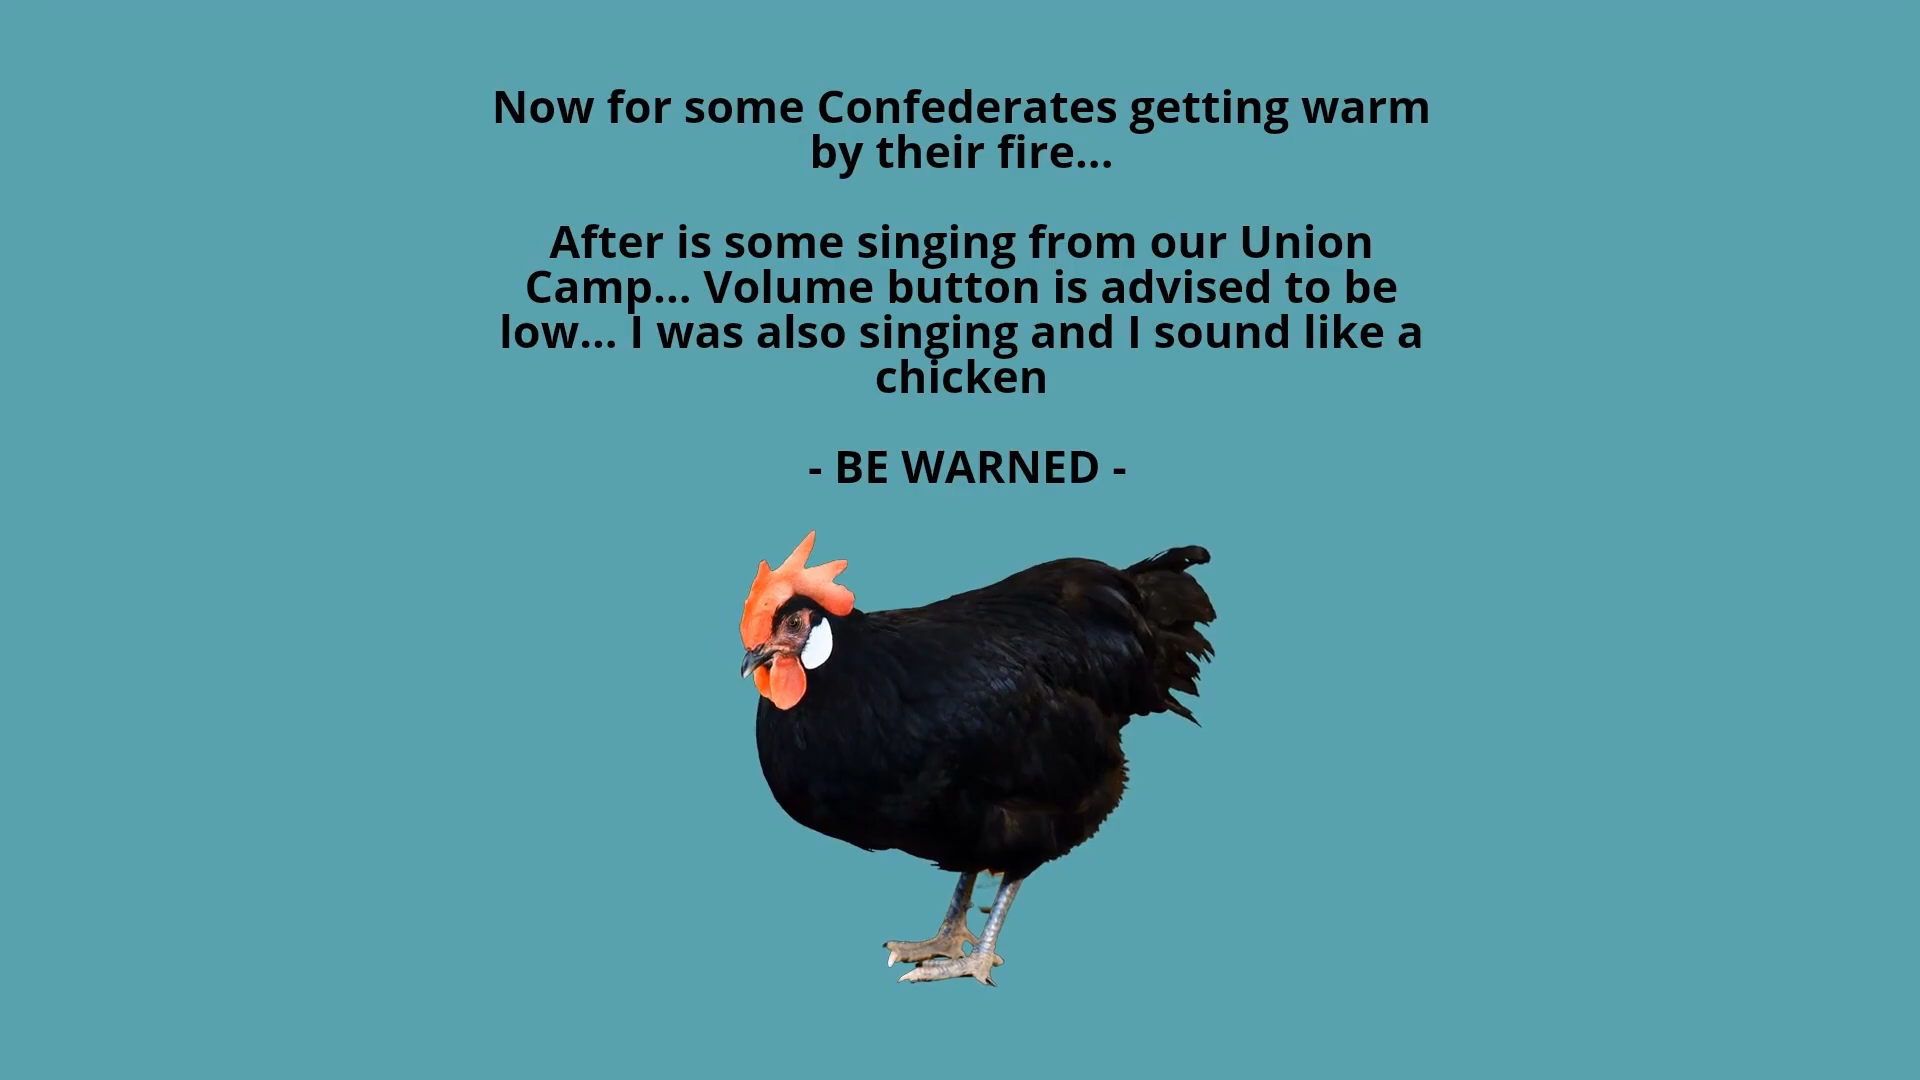 Now for some Confederates getting warm
by their fire...
After is some singing from our Union
Camp... Volume button is advised to be
low... I was also singing and I sound like a
chicken
- BE WARNED -